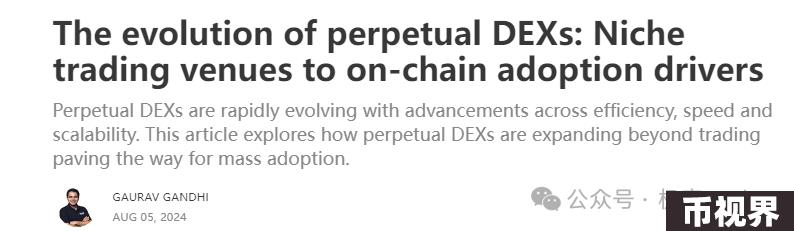 The evolution of perpetual DEXs: Niche
trading venues to on-chain adoption drivers
Perpetual DEXs are rapidly evolving with advancements across efficiency, speed and
scalability. This article explores how perpetual DEXs are expanding beyond trading
paving the way for mass adoption.
GAURAV GANDHI
AUG 05, 2024
公众号 ·
币视界